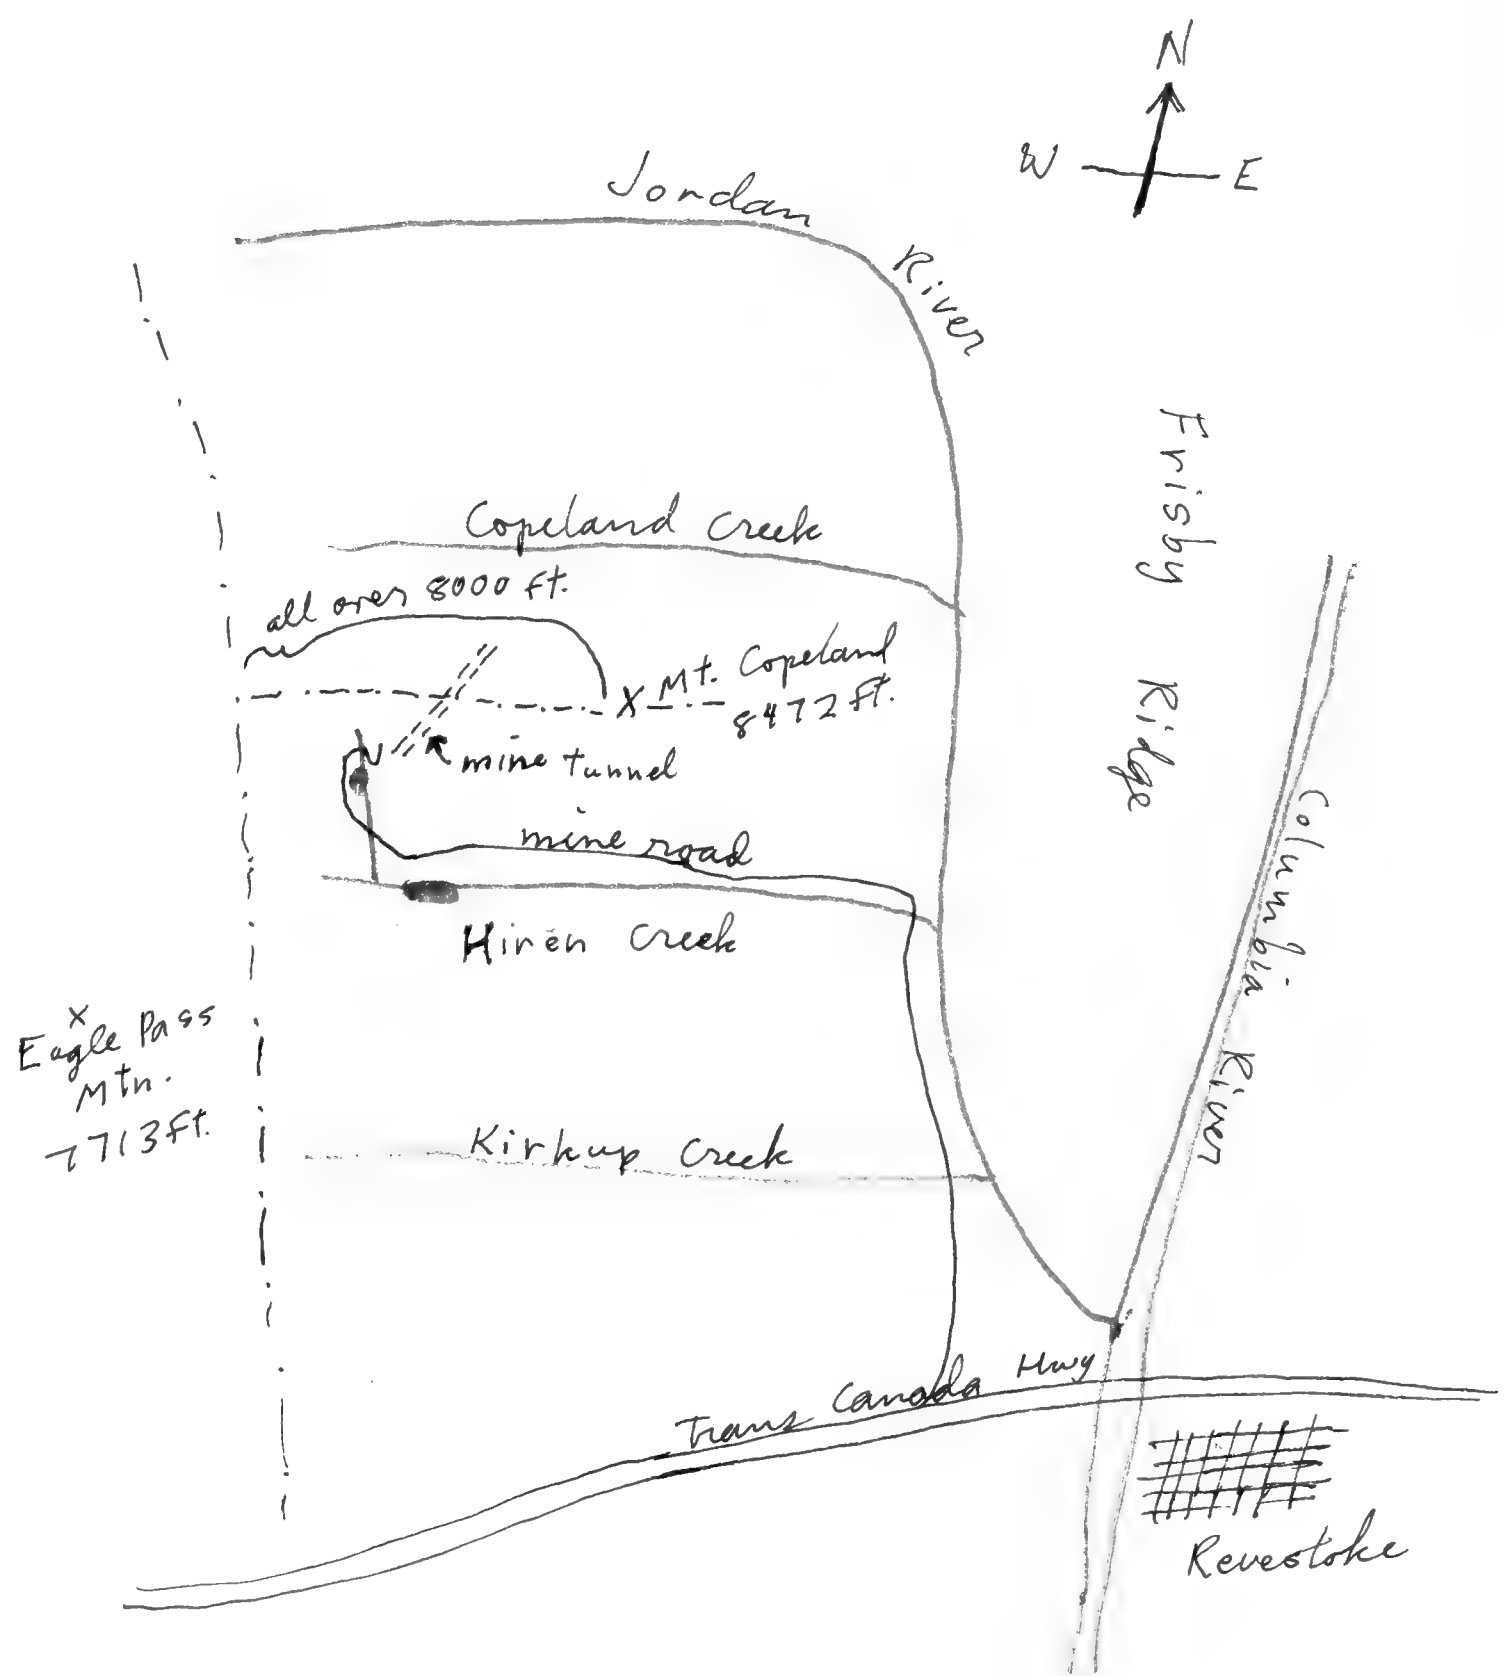 N
W E
Jordan River
Frisby Ridge
Copeland Creek
all over 8000 ft.
Mt. Copeland
8472 ft.
mine tunnel
mine road
Hiren Creek
Columbia River
Eagle Pass
Mtn.
7713 ft.
Kirkup Creek
Trans Canada Hwy
Revestoke